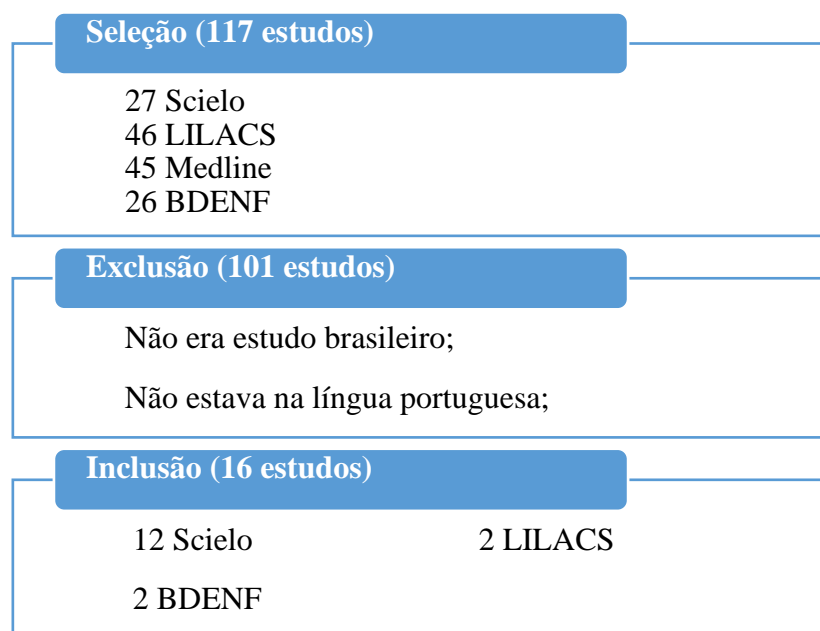 Seleção (117 estudos)
27 Scielo
46 LILACS
45 Medline
26 BDENF
Exclusão (101 estudos)
Não era estudo brasileiro;
Não estava na língua portuguesa;
Inclusão (16 estudos)
12 Scielo 2 LILACS
2 BDENF